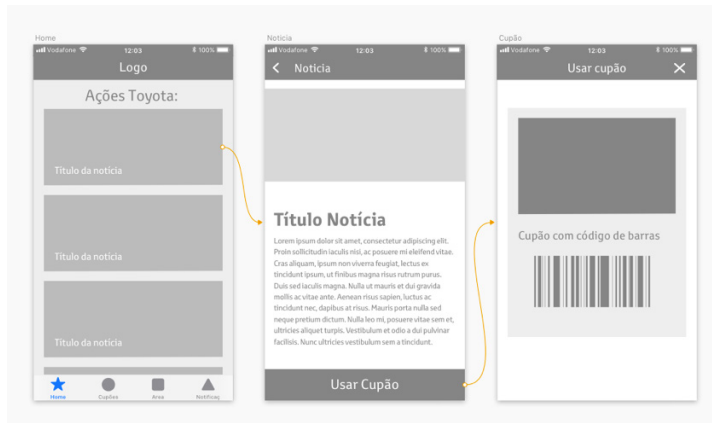 Home
Vodafone 12:03 100%
Logo
Ações Toyota:
Título da notícia
Título da notícia
Título da notícia
Home Cupões Area Notificaç
Noticia
Vodafone 12:03 100%
Noticia
Título Notícia
Lorem ipsum dolor sit amet, consectetur adipiscing elit.
Proin sollicitudin iaculis nisi, ac posuere mi eleifend vitae.
Cras aliquam, ipsum non viverra feugiat, lectus ex
tincidunt ipsum, ut finibus magna risus rutrum purus.
Duis sed iaculis magna. Nulla ut mauris et dui gravida
mollis ac vitae ante. Aenean risus sapien, luctus ac
tincidunt nec, dapibus at risus. Mauris porta nulla sed
neque pretium dictum. Nulla leo mi, posuere vitae sem et,
ultricies aliquet turpis. Vestibulum et odio a dui pulvinar
facilisis. Nunc ultricies vestibulum sem a tincidunt.
Usar Cupão
Cupão
Vodafone 12:03 100%
Usar cupão
Cupão com código de barras